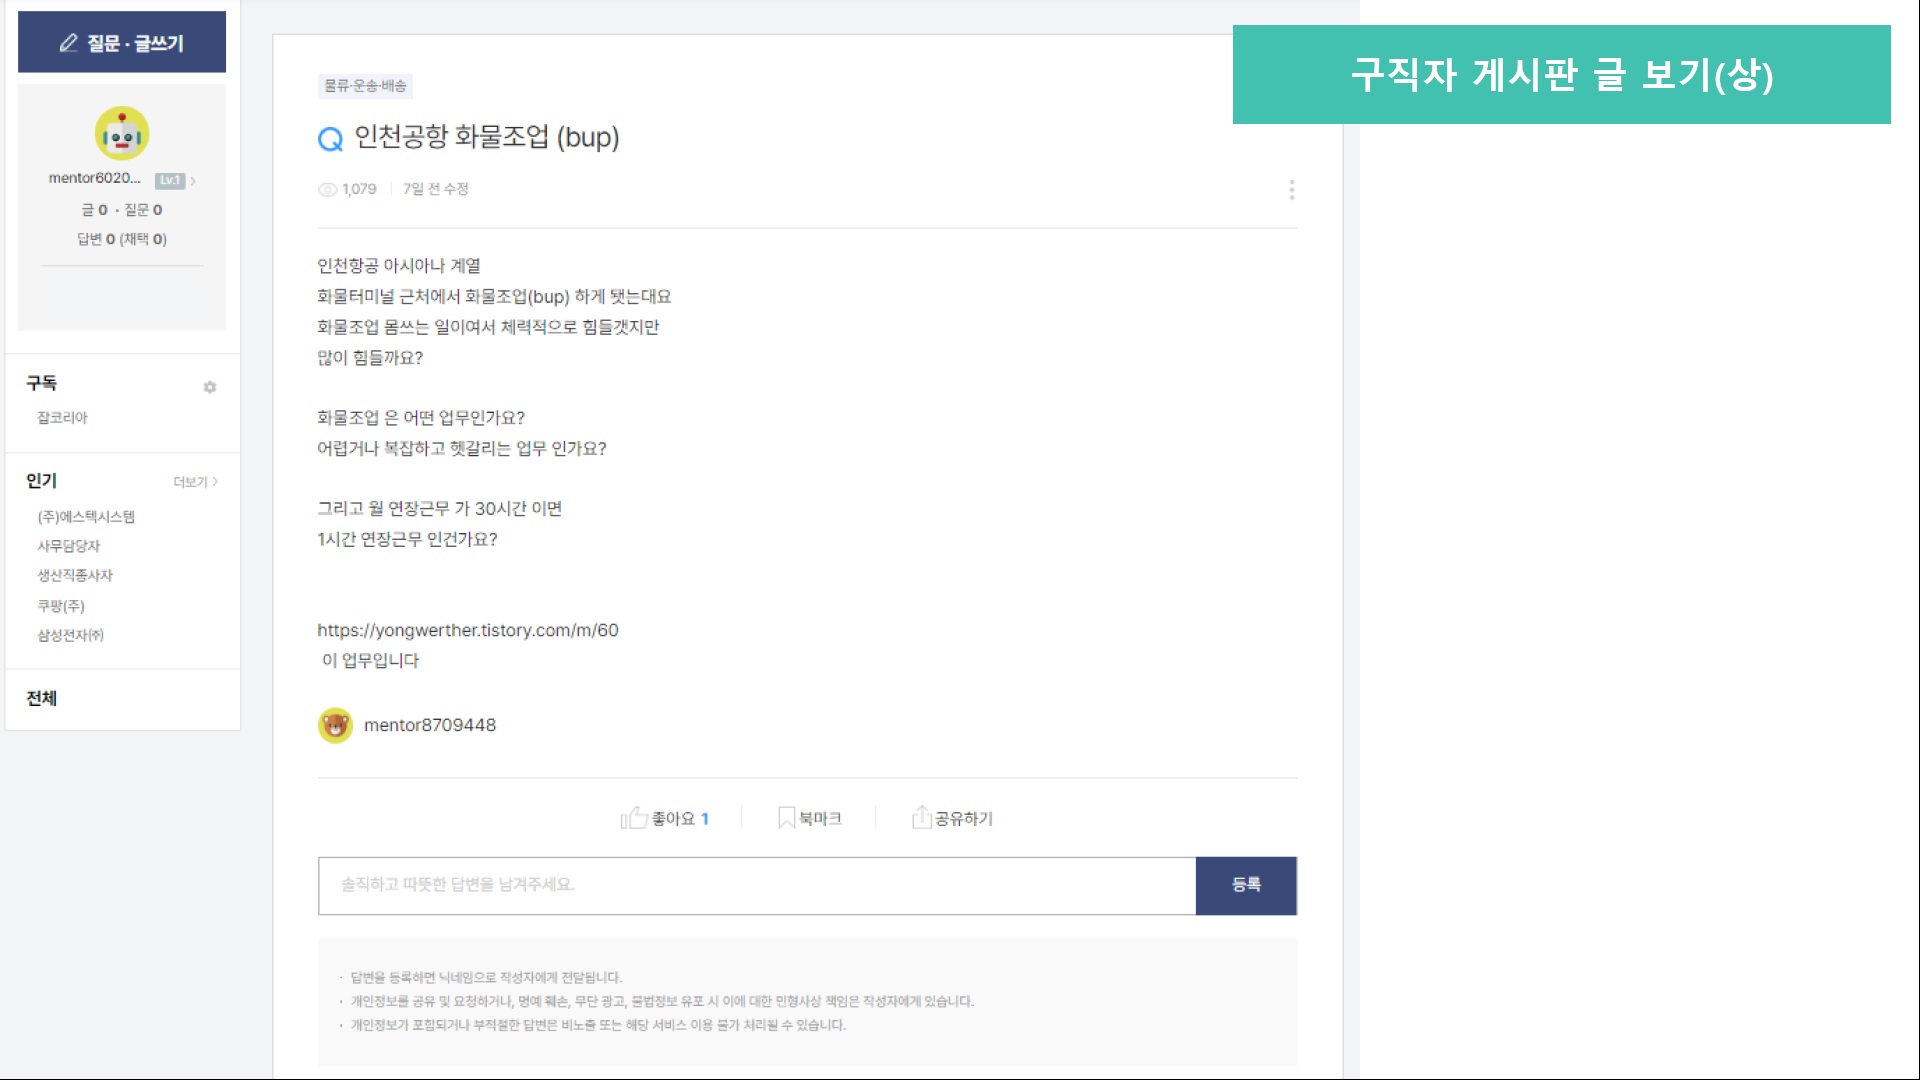 질문 · 글쓰기
mentor6020... Lv.1
글 0 · 질문 0
답변 0 (채택 0)
구독
잡코리아
인기 더보기
(주)에스텍시스템
사무담당자
생산직종사자
쿠팡(주)
삼성전자㈜
전체
구직자 게시판 글 보기(상)
물류·운송·배송
Q 인천공항 화물조업 (bup)
1,079 7일 전 수정
인천항공 아시아나 계열
화물터미널 근처에서 화물조업(bup) 하게 됏는대요
화물조업 몸쓰는 일이여서 체력적으로 힘들갯지만
많이 힘들까요?
화물조업 은 어떤 업무인가요?
어렵거나 복잡하고 헷갈리는 업무 인가요?
그리고 월 연장근무 가 30시간 이면
1시간 연장근무 인건가요?
https://yongwerther.tistory.com/m/60
이 업무입니다
mentor8709448
좋아요 1 북마크 공유하기
솔직하고 따뜻한 답변을 남겨주세요.
등록
· 답변을 등록하면 닉네임으로 작성자에게 전달됩니다.
· 개인정보를 공유 및 요청하거나, 명예 훼손, 무단 광고, 불법정보 유포 시 이에 대한 민형사상 책임은 작성자에게 있습니다.
· 개인정보가 포함되거나 부적절한 답변은 비노출 또는 해당 서비스 이용 불가 처리될 수 있습니다.